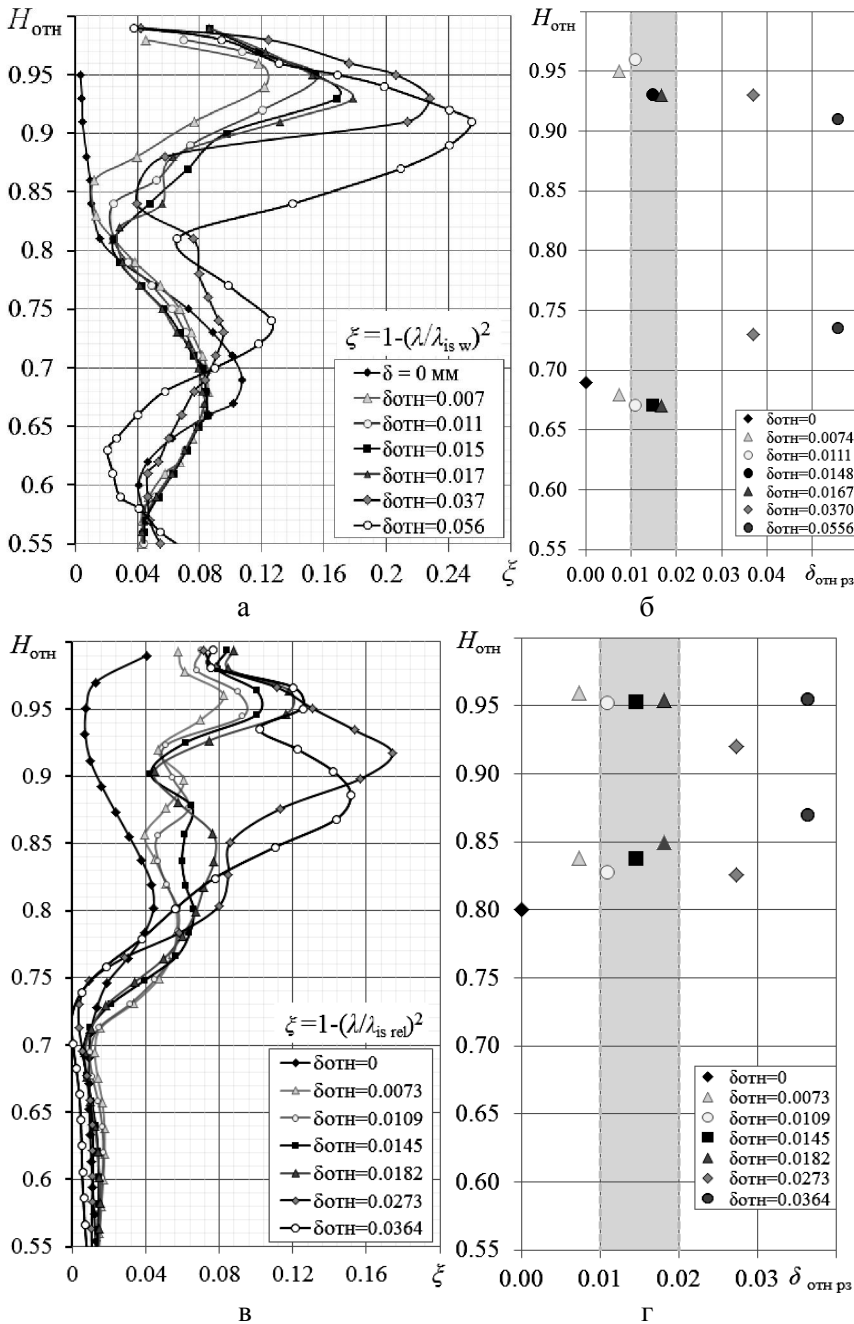 Hотн
0.95
0.9
0.85
0.8
0.75
0.7
0.65
0.6
0.55
0
0.04
0.08
0.12
0.16
0.2
0.24
ξ
ξ =1-(λ/λis w)²
δ = 0 мм
δотн=0.007
δотн=0.011
δотн=0.015
δотн=0.017
δотн=0.037
δотн=0.056
а
Hотн
0.95
0.90
0.85
0.80
0.75
0.70
0.65
0.60
0.55
0.00
0.01
0.02
0.03
0.04
δотн рз
δотн=0
δотн=0.0074
δотн=0.0111
δотн=0.0148
δотн=0.0167
δотн=0.0370
δотн=0.0556
б
Hотн
0.95
0.9
0.85
0.8
0.75
0.7
0.65
0.6
0.55
0
0.04
0.08
0.12
0.16
ξ
ξ =1-(λ/λis rel)²
δотн=0
δотн=0.0073
δотн=0.0109
δотн=0.0145
δотн=0.0182
δотн=0.0273
δотн=0.0364
в
Hотн
0.95
0.90
0.85
0.80
0.75
0.70
0.65
0.60
0.55
0.00
0.01
0.02
0.03
δ отн рз
δотн=0
δотн=0.0073
δотн=0.0109
δотн=0.0145
δотн=0.0182
δотн=0.0273
δотн=0.0364
г